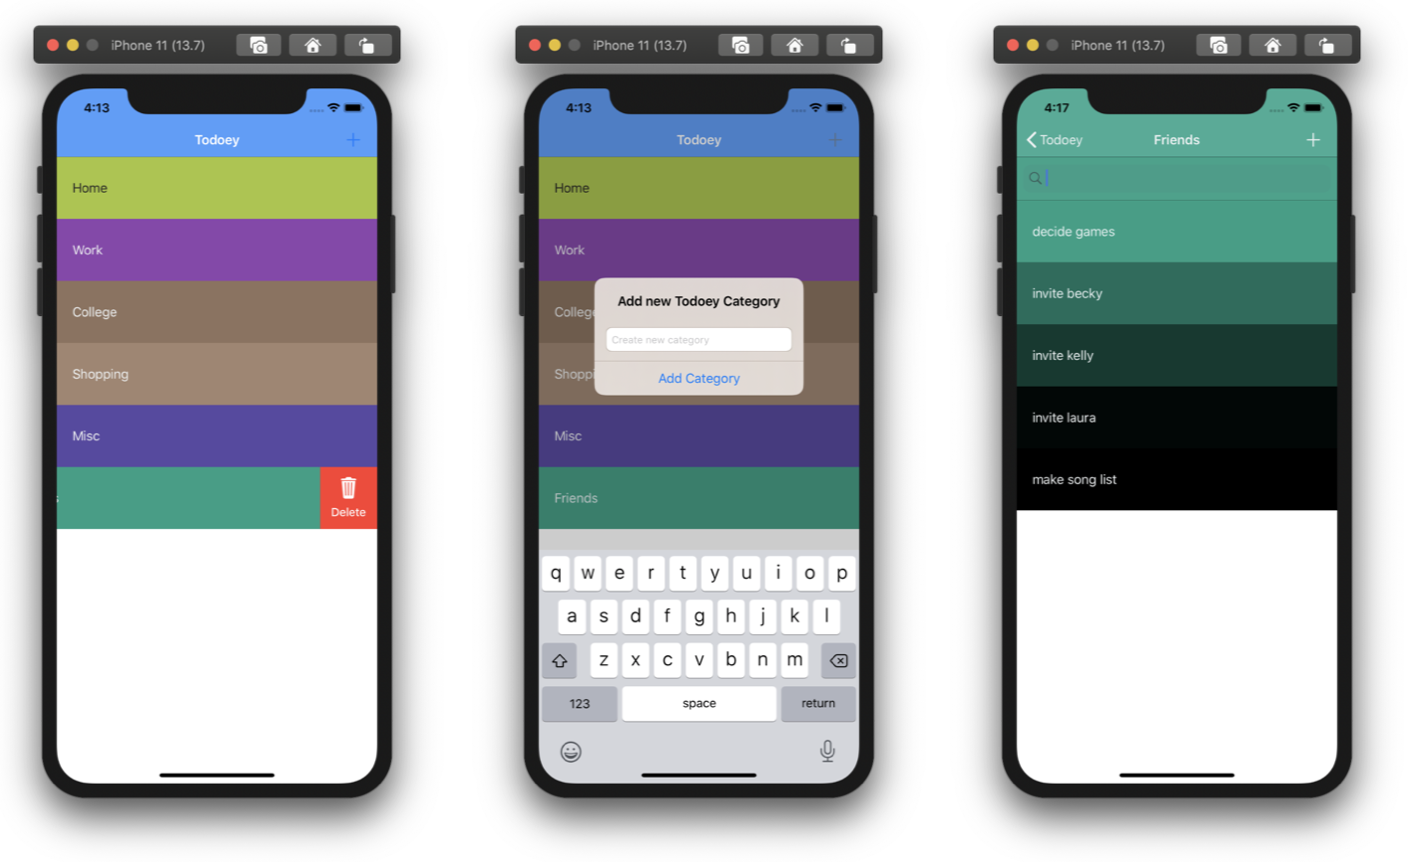 iPhone 11 (13.7)
4:13
Todoey
Home
Work
College
Shopping
Misc
s
Delete
iPhone 11 (13.7)
4:13
Todoey
Home
Work
Colleg
Shoppi
Misc
Friends
Add new Todoey Category
Create new category
Add Category
q w e r t y u i o p
a s d f g h j k l
z x c v b n m
123 space return
iPhone 11 (13.7)
4:17
Todoey Friends
decide games
invite becky
invite kelly
invite laura
make song list